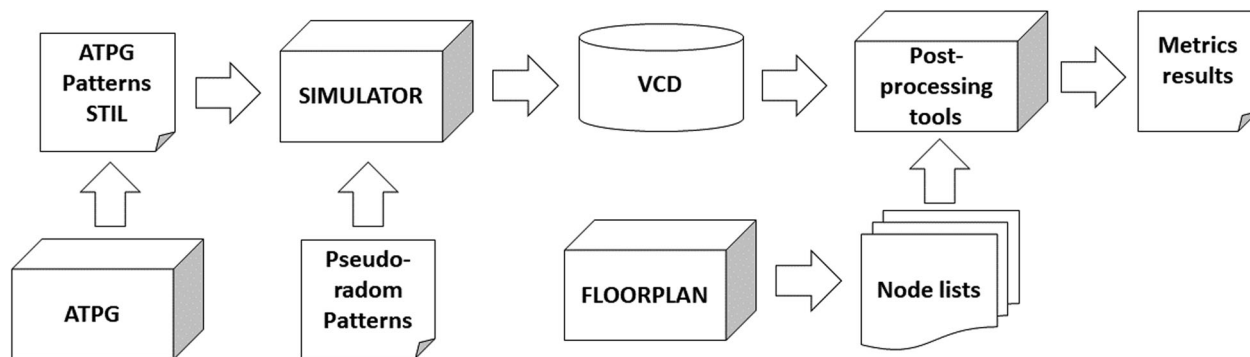 ATPG
Patterns
STIL
SIMULATOR
VCD
Post-
processing
tools
Metrics
results
ATPG
Pseudo-
radom
Patterns
FLOORPLAN
Node lists